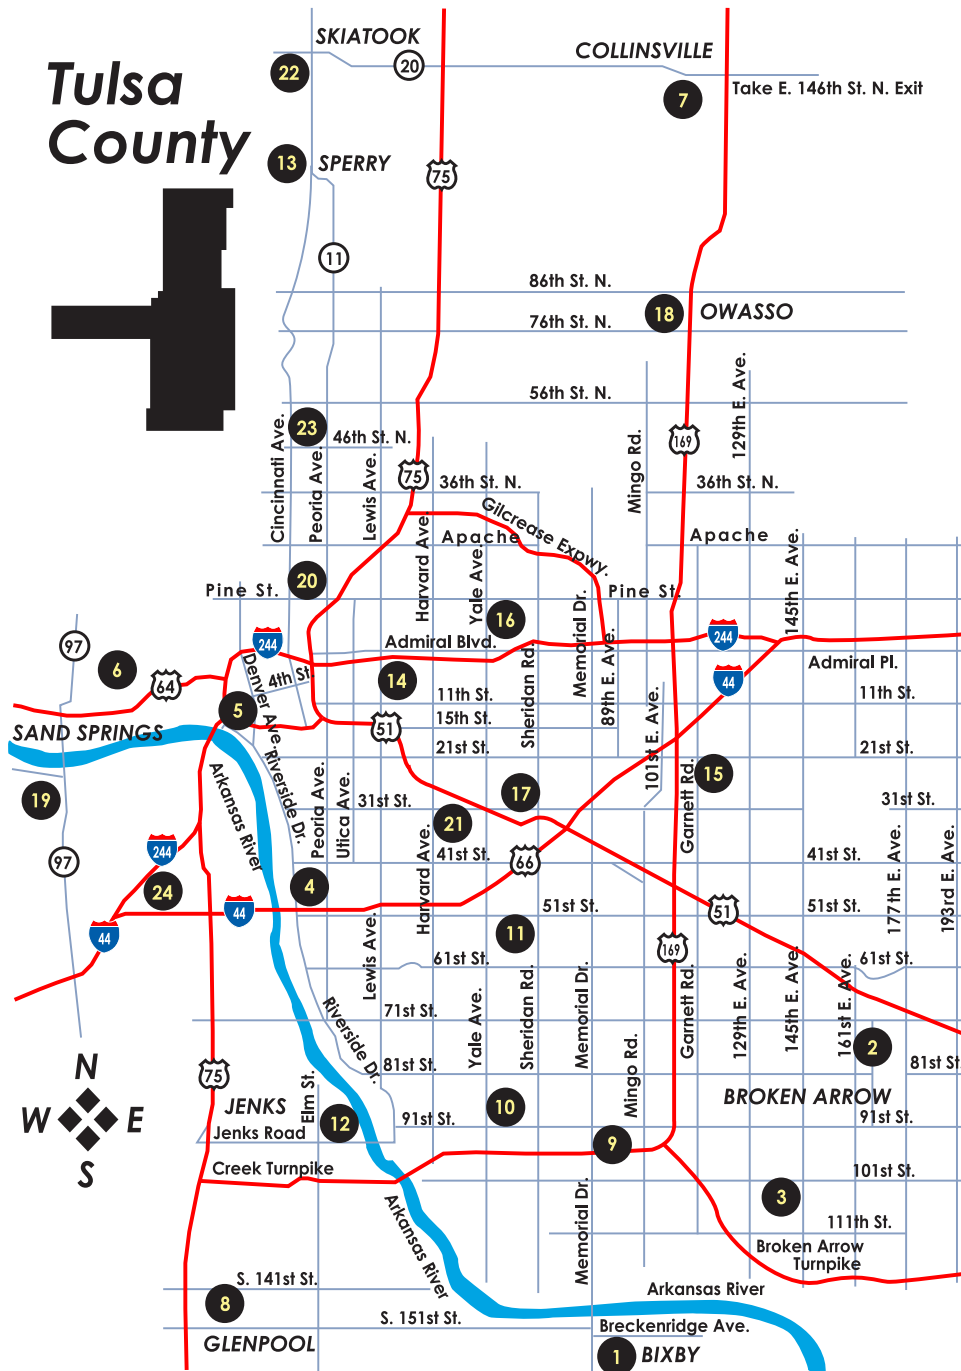 SKIATOOK
COLLINSVILLE
20
Tulsa
County
22
7
Take E. 146th St. N. Exit
13
SPERRY
75
11
86th St. N.
18
OWASSO
76th St. N.
56th St. N.
129th E. Ave.
Cincinnati Ave.
23
46th St. N.
Peoria Ave.
Lewis Ave.
Mingo Rd.
169
75
36th St. N.
36th St. N.
Gilcrease Expwy.
Harvard Ave.
Apache
Apache
Yale Ave.
145th E. Ave.
20
Pine St.
Pine St.
Memorial Dr.
16
97
244
Admiral Blvd.
244
6
Denver Ave.
4th St.
Sheridan Rd.
89th E. Ave.
Admiral Pl.
64
14
44
11th St.
11th St.
101st E. Ave.
5
15th St.
51
SAND SPRINGS
21st St.
21st St.
Arkansas River
Riverside Dr.
Peoria Ave.
Utica Ave.
15
Garnett Rd.
19
17
31st St.
31st St.
21
Harvard Ave.
177th E. Ave.
193rd E. Ave.
244
97
41st St.
66
41st St.
24
4
44
51st St.
51
51st St.
44
11
Lewis Ave.
169
61st St.
61st St.
Sheridan Rd.
Memorial Dr.
Garnett Rd.
129th E. Ave.
145th E. Ave.
161st E. Ave.
Yale Ave.
Riverside Dr.
71st St.
2
Mingo Rd.
N
75
81st St.
81st St.
Elm St.
JENKS
10
BROKEN ARROW
W
E
12
91st St.
91st St.
Jenks Road
9
S
Creek Turnpike
101st St.
3
Memorial Dr.
Arkansas River
111th St.
Broken Arrow
Turnpike
S. 141st St.
Arkansas River
8
S. 151st St.
Breckenridge Ave.
GLENPOOL
1
BIXBY